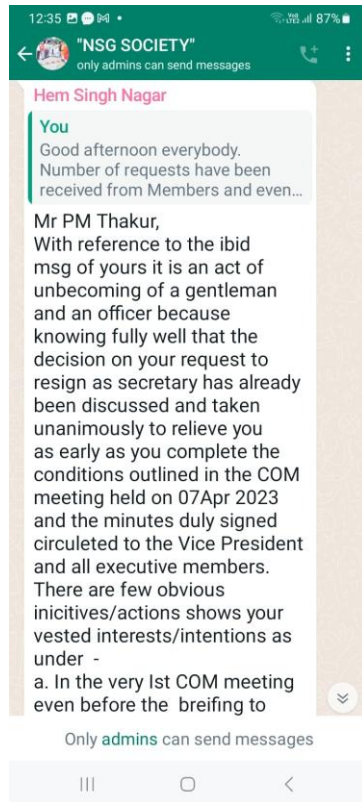 12:35
87%
"NSG SOCIETY"
only admins can send messages
Hem Singh Nagar
You
Good afternoon everybody.
Number of requests have been
received from Members and even...
Mr PM Thakur,
With reference to the ibid
msg of yours it is an act of
unbecoming of a gentleman
and an officer because
knowing fully well that the
decision on your request to
resign as secretary has already
been discussed and taken
unanimously to relieve you
as early as you complete the
conditions outlined in the COM
meeting held on 07Apr 2023
and the minutes duly signed
circuleted to the Vice President
and all executive members.
There are few obvious
inicitives/actions shows your
vested interests/intentions as
under -
a. In the very Ist COM meeting
even before the breifing to
Only admins can send messages